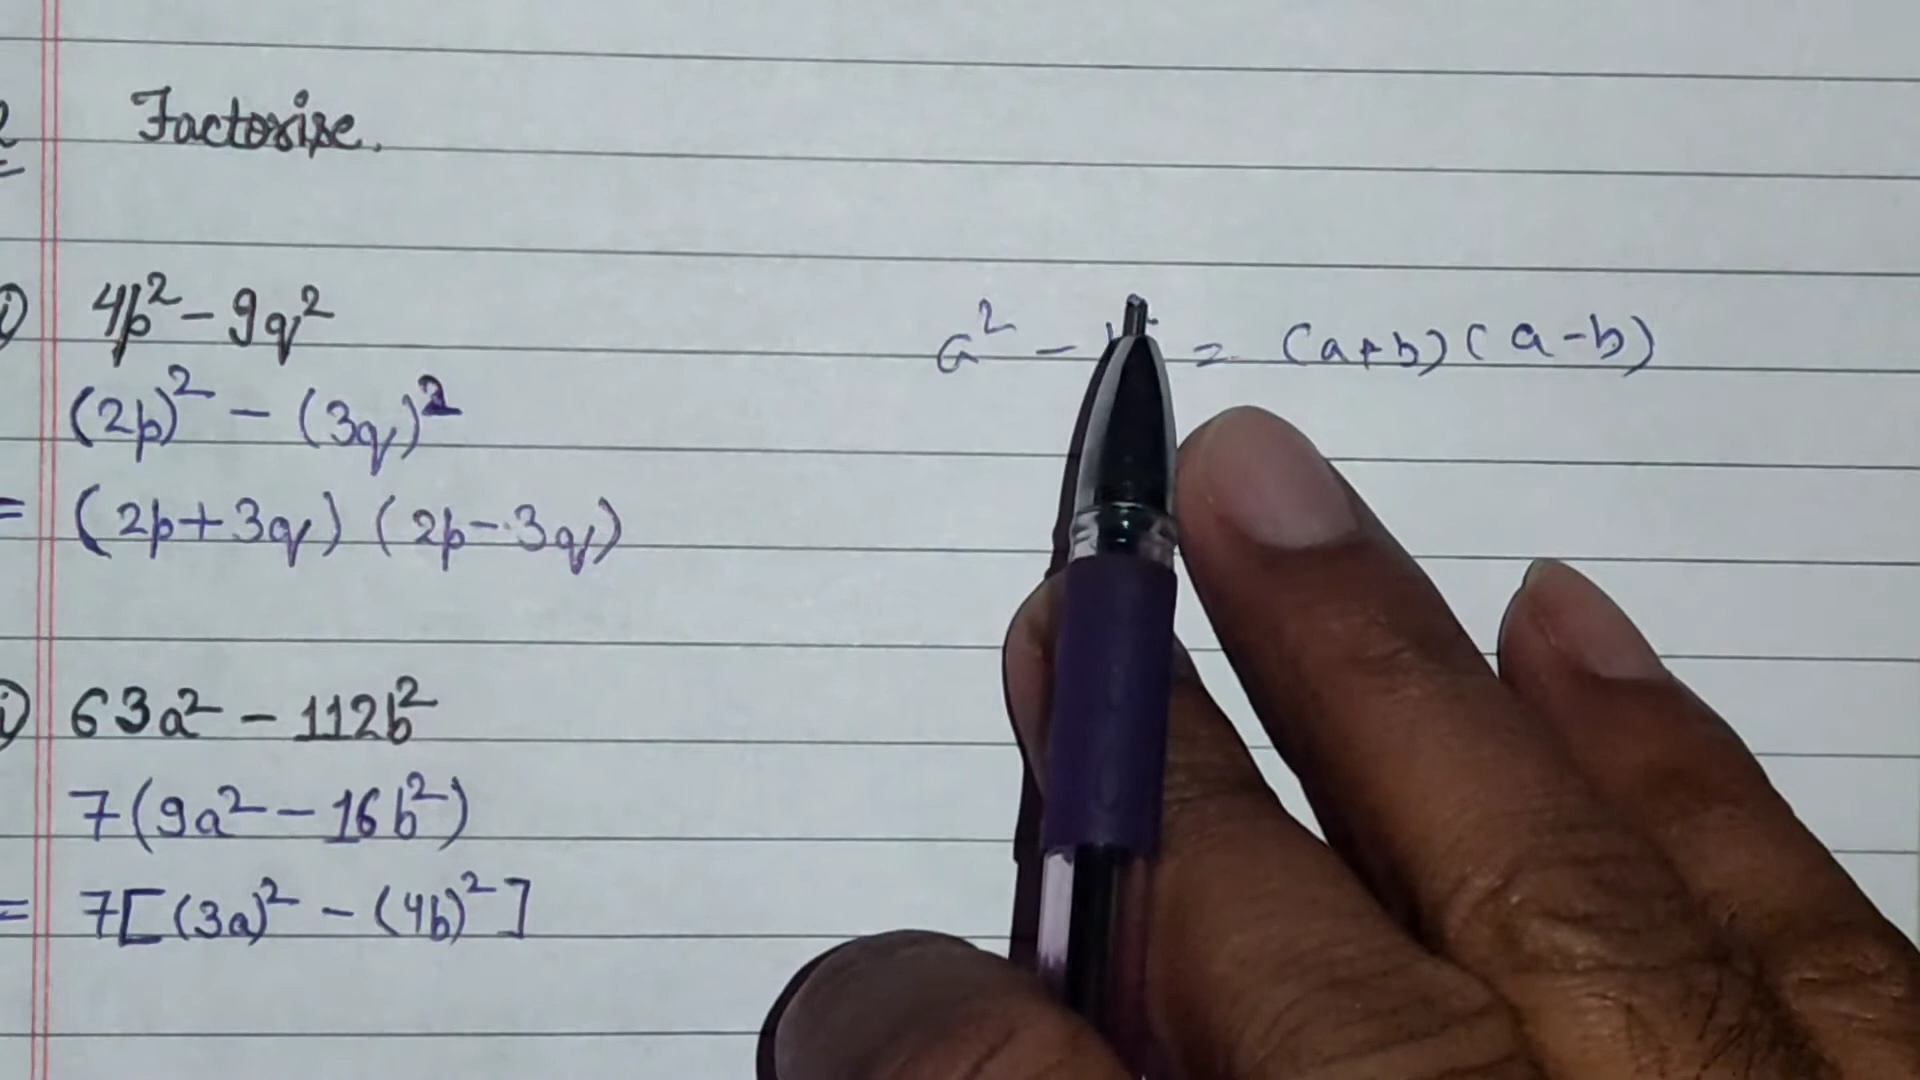 Factorise.
4p² - 9q²
a² - = (a+b)(a-b)
(2p)² - (3q)²
= (2p+3q) (2p-3q)
63a² - 112b²
7(9a² - 16b²)
= 7[(3a)² - (4b)²]